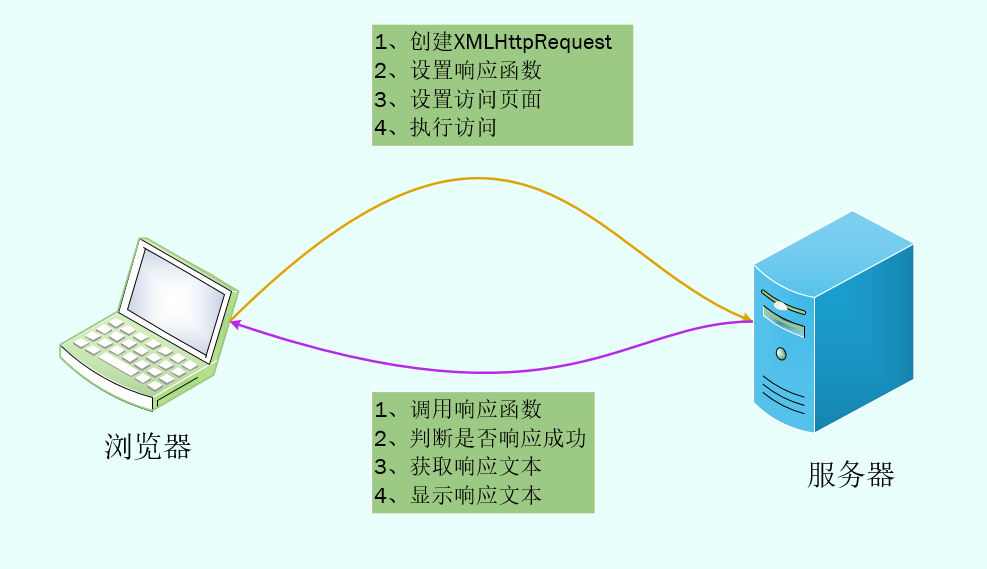 1、创建XMLHttpRequest
2、设置响应函数
3、设置访问页面
4、执行访问
浏览器
服务器
1、调用响应函数
2、判断是否响应成功
3、获取响应文本
4、显示响应文本